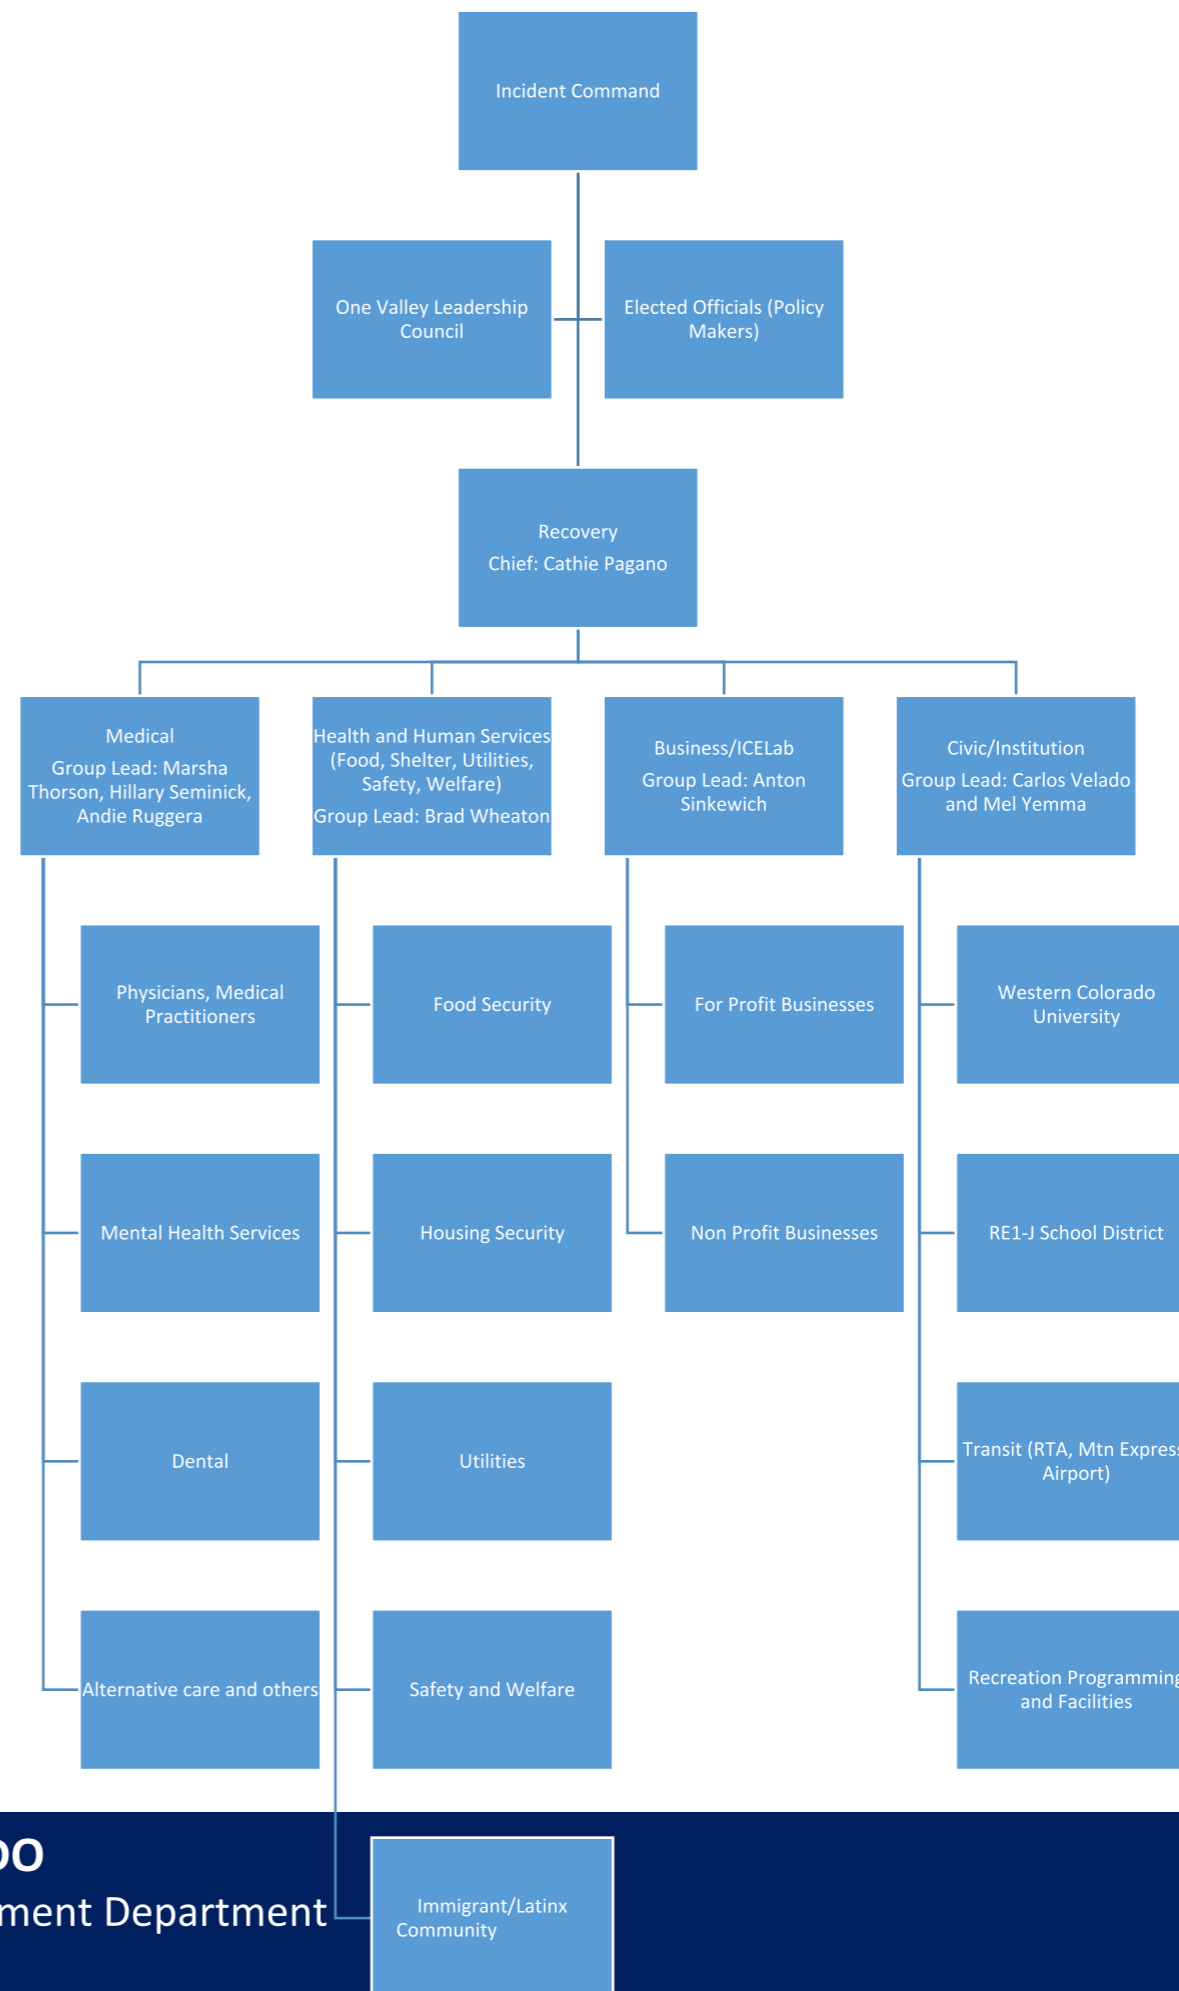 Incident Command
One Valley Leadership
Council
Elected Officials (Policy
Makers)
Recovery
Chief: Cathie Pagano
Medical
Group Lead: Marsha
Thorson, Hillary Seminick,
Andie Ruggera
Health and Human Services
(Food, Shelter, Utilities,
Safety, Welfare)
Group Lead: Brad Wheaton
Business/ICELab
Group Lead: Anton
Sinkewich
Civic/Institution
Group Lead: Carlos Velado
and Mel Yemma
Physicians, Medical
Practitioners
Food Security
For Profit Businesses
Western Colorado
University
Mental Health Services
Housing Security
Non Profit Businesses
RE1-J School District
Dental
Utilities
Transit (RTA, Mtn Express
Airport)
Alternative care and others
Safety and Welfare
Recreation Programming
and Facilities
DO
ment Department
Immigrant/Latinx
Community